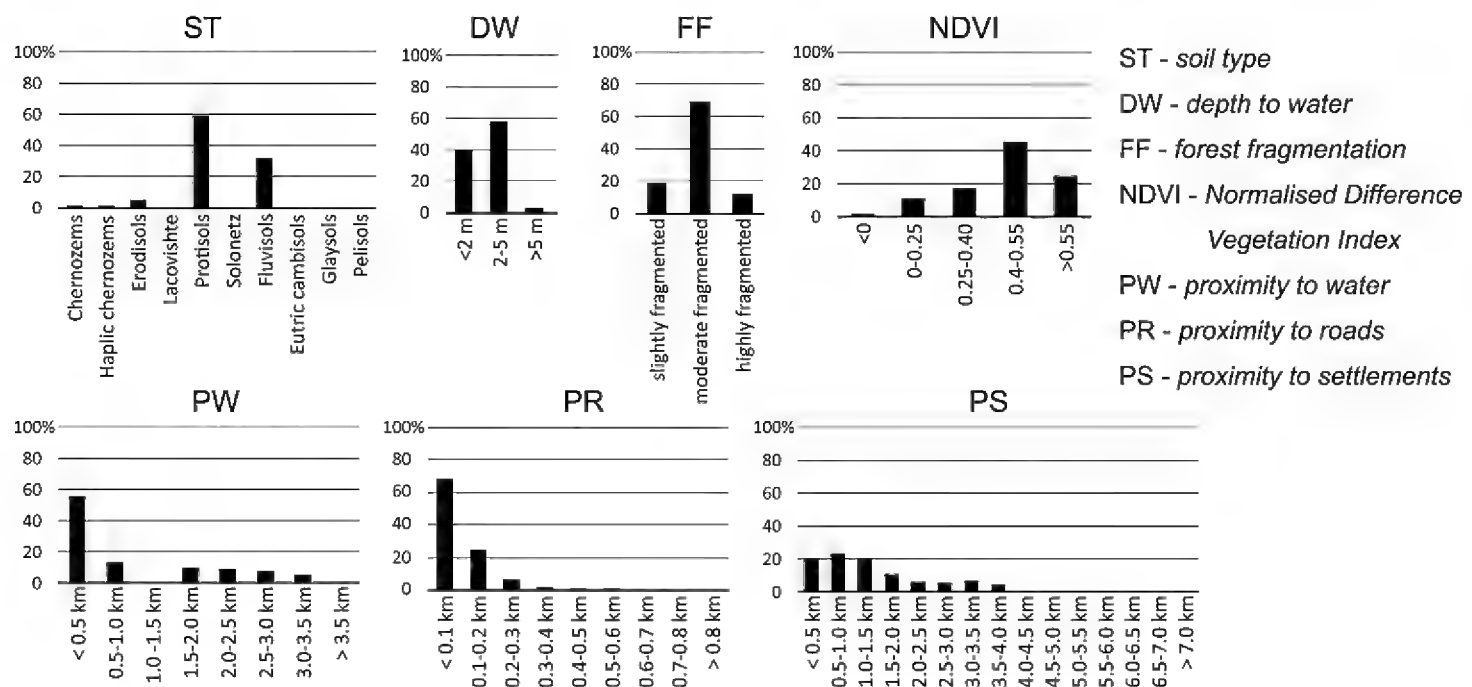 ST
100%
80
60
40
20
0
Chernozems
Haplic chernozems
Erodisols
Lacovishte
Protisols
Solonetz
Fluvisols
Eutric cambisols
Glaysols
Pelisols
DW
100%
80
60
40
20
0
<2 m
2-5 m
>5 m
FF
100%
80
60
40
20
0
slightly fragmented
moderate fragmented
highly fragmented
NDVI
100%
80
60
40
20
0
<0
0-0.25
0.25-0.40
0.4-0.55
>0.55
ST - soil type
DW - depth to water
FF - forest fragmentation
NDVI - Normalised Difference
Vegetation Index
PW - proximity to water
PR - proximity to roads
PS - proximity to settlements
PW
100%
80
60
40
20
0
< 0.5 km
0.5-1.0 km
1.0 -1.5 km
1.5-2.0 km
2.0-2.5 km
2.5-3.0 km
3.0-3.5 km
> 3.5 km
PR
100%
80
60
40
20
0
< 0.1 km
0.1-0.2 km
0.2-0.3 km
0.3-0.4 km
0.4-0.5 km
0.5-0.6 km
0.6-0.7 km
0.7-0.8 km
> 0.8 km
PS
100%
80
60
40
20
0
< 0.5 km
0.5-1.0 km
1.0-1.5 km
1.5-2.0 km
2.0-2.5 km
2.5-3.0 km
3.0-3.5 km
3.5-4.0 km
4.0-4.5 km
4.5-5.0 km
5.0-5.5 km
5.5-6.0 km
6.0-6.5 km
6.5-7.0 km
> 7.0 km